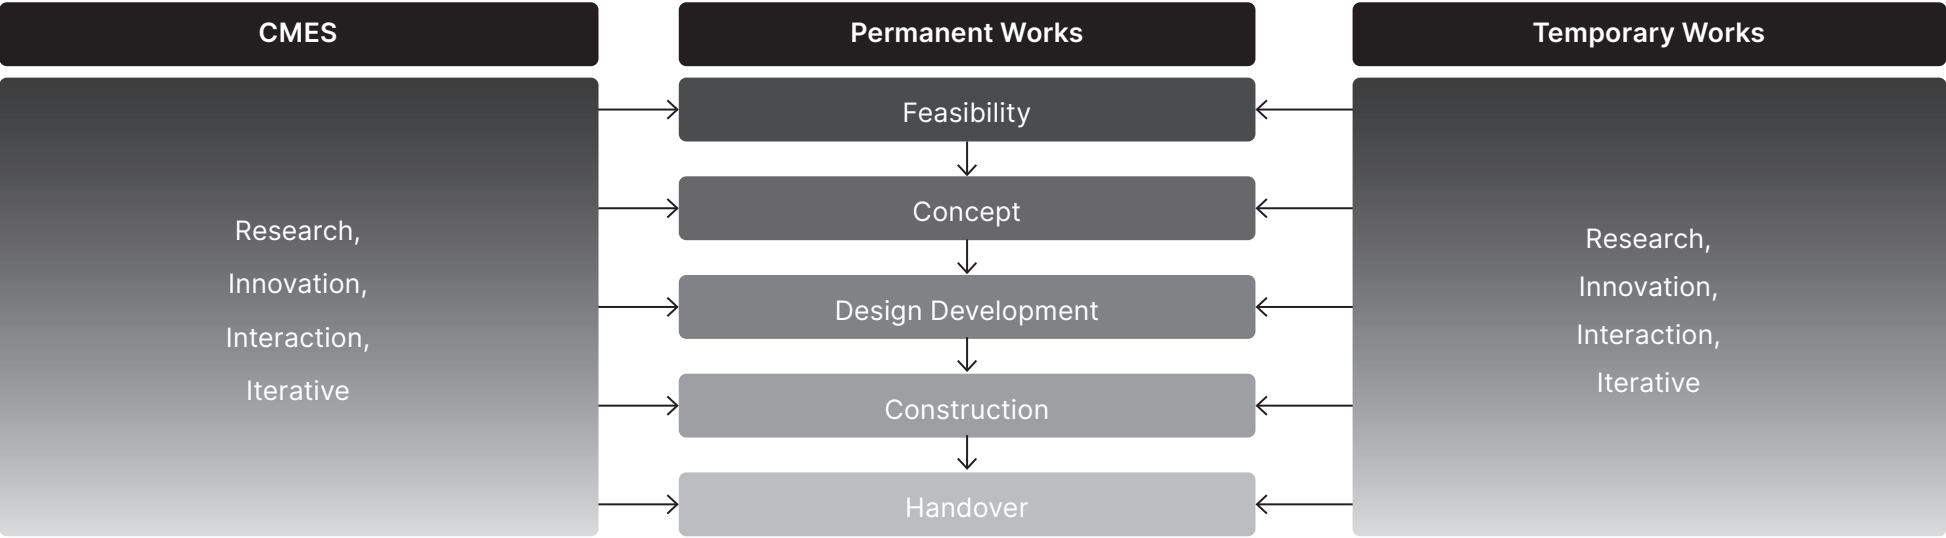 CMES
Research,
Innovation,
Interaction,
Iterative
Permanent Works
Feasibility
Concept
Design Development
Construction
Handover
Temporary Works
Research,
Innovation,
Interaction,
Iterative